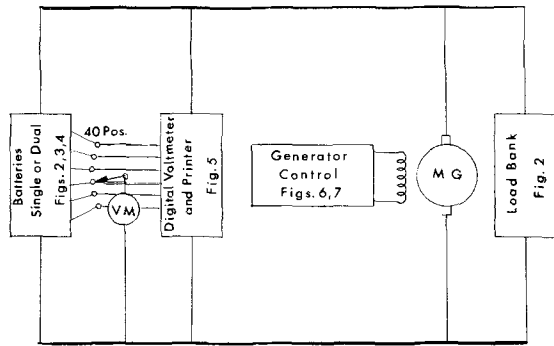 Batteries
Single or Dual
Figs. 2,3,4
40 Pos.
VM
Digital Voltmeter
and Printer
Fig. 5
Generator
Control
Figs. 6,7
MG
Load Bank
Fig. 2